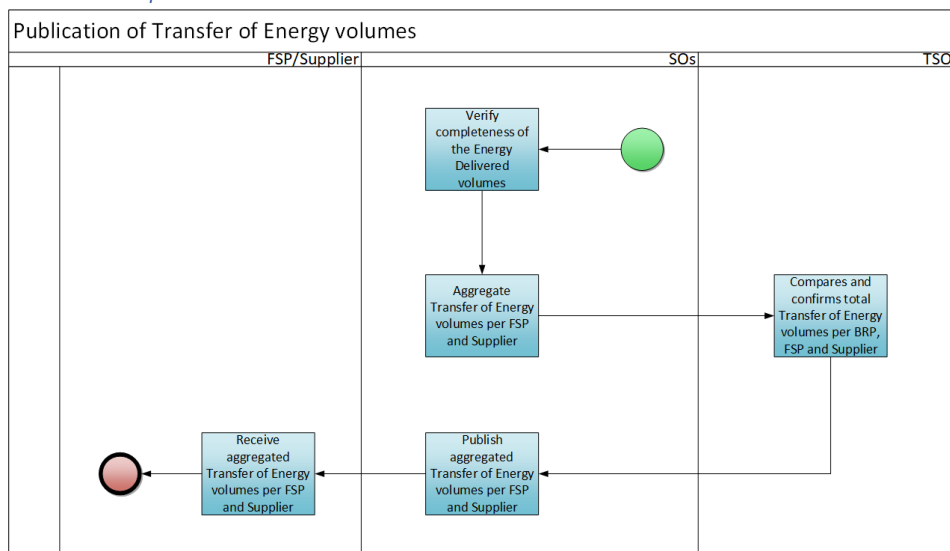 Publication of Transfer of Energy volumes
FSP/Supplier
SOs
TSO
Verify
completeness of
the Energy
Delivered
volumes
Aggregate
Transfer of Energy
volumes per FSP
and Supplier
Compares and
confirms total
Transfer of Energy
volumes per BRP,
FSP and Supplier
Receive
aggregated
Transfer of Energy
volumes per FSP
and Supplier
Publish
aggregated
Transfer of Energy
volumes per FSP
and Supplier